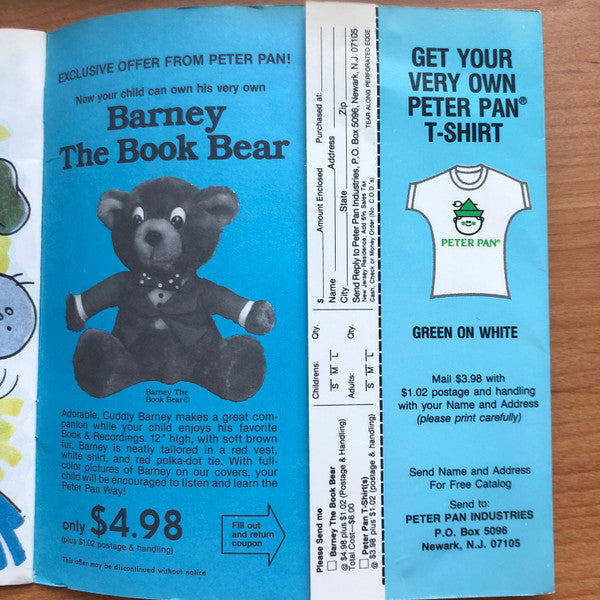 EXCLUSIVE OFFER FROM PETER PAN!
Now your child can own his very own
Barney
The Book Bear
Barney The
Book Bear©
Adorable, Cuddly Barney makes a great com-
panion while your child enjoys his favorite
Book & Recordings. 12" high, with soft brown
fur, Barney is neatly tailored in a red vest,
white shirt, and red polka-dot tie. With full-
color pictures of Barney on our covers, your
child will be encouraged to listen and learn the
Peter Pan Way!
only $4.98
(plus $1.02 postage & handling)
This offer may be discontinued without notice
Fill out
and return
coupon
Please Send me
Barney The Book Bear
@ $4.98 plus $1.02 (Postage & Handling)
Total Cost—$6.00
Peter Pan T-Shirt(s)
@ $3.98 plus $1.02 (postage & handling)
Childrens: Qty.
S M L
Adults: Qty.
S M L
$ Amount Enclosed Purchased at:
Name Address
City State Zip
Send Reply to Peter Pan Industries, P.O. Box 5096, Newark, N.J. 07105
New Jersey Residence. Add 6% Sales Tax
Cash, Check or Money Order (No. C.O.D.'s)
TEAR ALONG PERFORATED EDGE
GET YOUR
VERY OWN
PETER PAN®
T-SHIRT
PETER PAN®
GREEN ON WHITE
Mail $3.98 with
$1.02 postage and handling
with your Name and Address
(please print carefully)
Send Name and Address
For Free Catalog
Send to:
PETER PAN INDUSTRIES
P.O. Box 5096
Newark, N.J. 07105